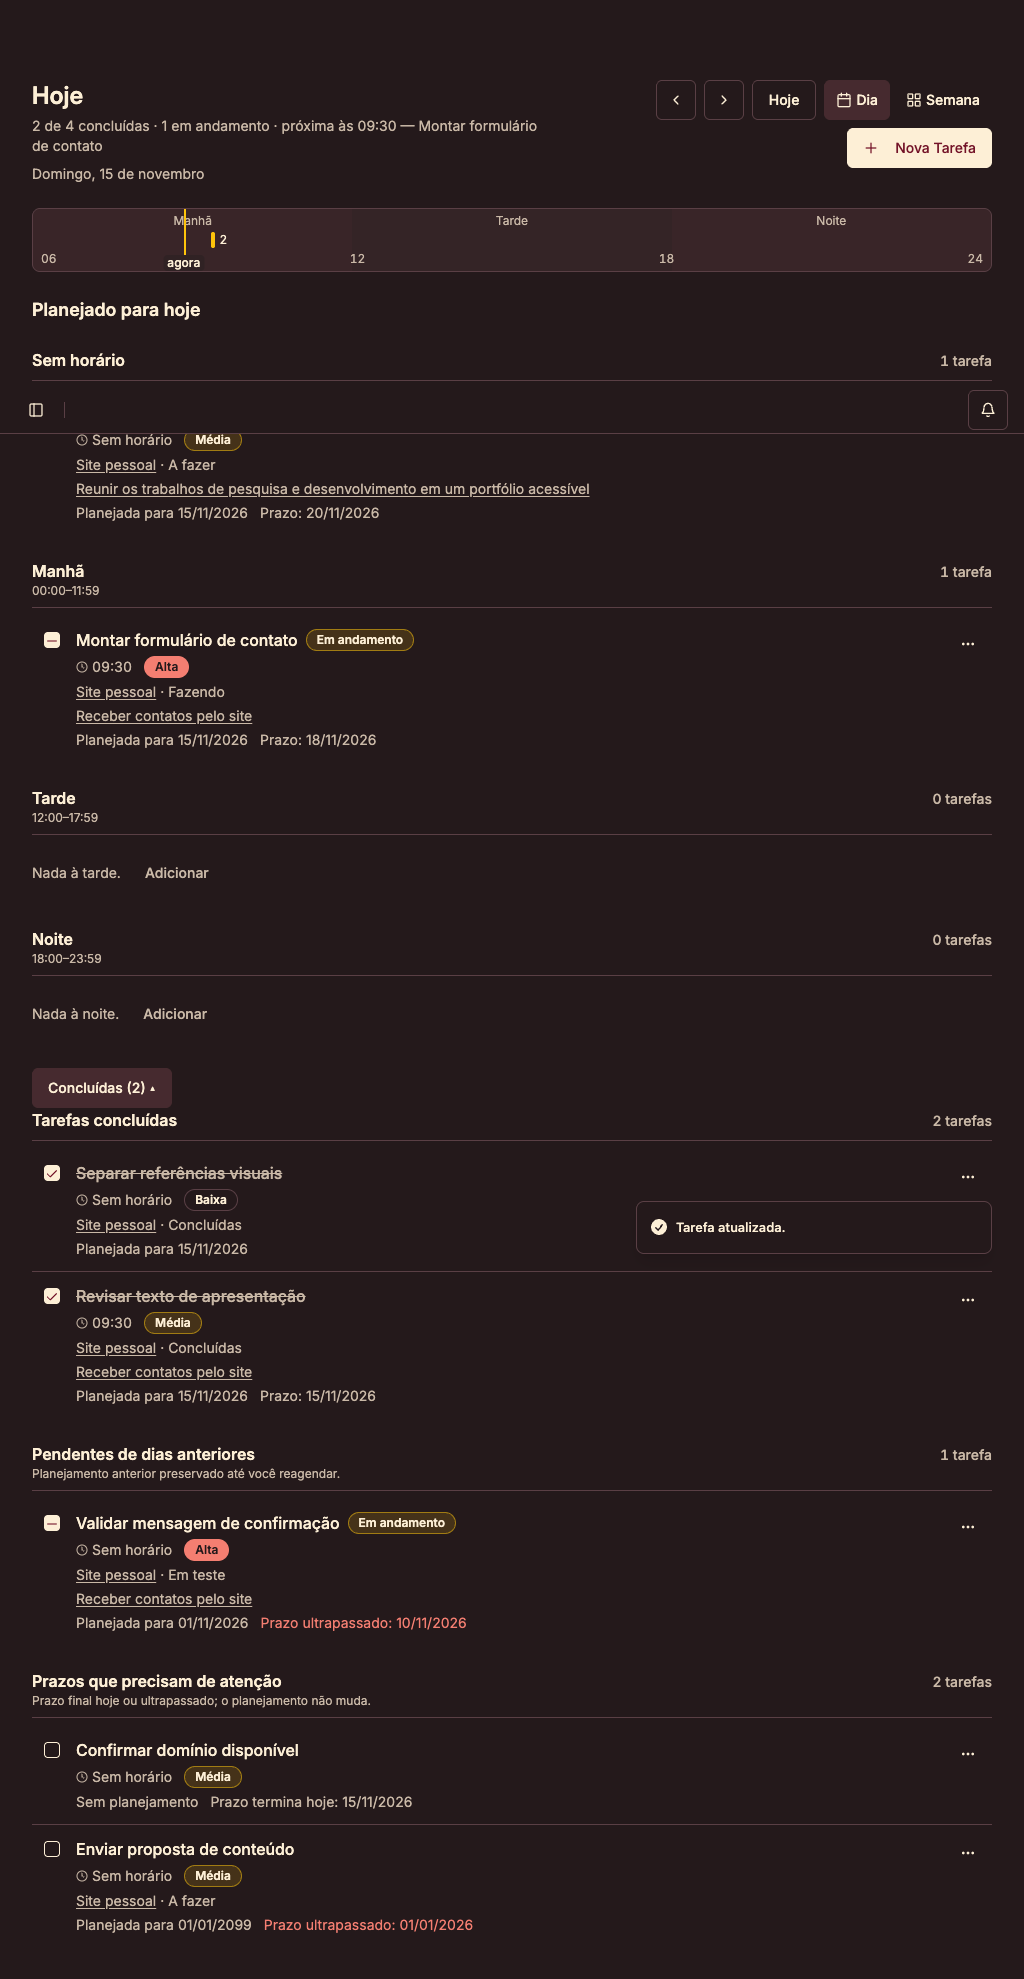 Hoje
Hoje
Dia
Semana
2 de 4 concluídas · 1 em andamento · próxima às 09:30 — Montar formulário
de contato
Nova Tarefa
Domingo, 15 de novembro
Manhã
Tarde
Noite
2
06
agora
12
18
24
Planejado para hoje
Sem horário
1 tarefa
Sem horário
Média
Site pessoal · A fazer
Reunir os trabalhos de pesquisa e desenvolvimento em um portfólio acessível
Planejada para 15/11/2026 Prazo: 20/11/2026
Manhã
1 tarefa
00:00–11:59
Montar formulário de contato Em andamento
09:30 Alta
Site pessoal · Fazendo
Receber contatos pelo site
Planejada para 15/11/2026 Prazo: 18/11/2026
Tarde
0 tarefas
12:00–17:59
Nada à tarde. Adicionar
Noite
0 tarefas
18:00–23:59
Nada à noite. Adicionar
Concluídas (2)
Tarefas concluídas
2 tarefas
Separar referências visuais
Sem horário Baixa
Site pessoal · Concluídas
Tarefa atualizada.
Planejada para 15/11/2026
Revisar texto de apresentação
09:30 Média
Site pessoal · Concluídas
Receber contatos pelo site
Planejada para 15/11/2026 Prazo: 15/11/2026
Pendentes de dias anteriores
1 tarefa
Planejamento anterior preservado até você reagendar.
Validar mensagem de confirmação Em andamento
Sem horário Alta
Site pessoal · Em teste
Receber contatos pelo site
Planejada para 01/11/2026 Prazo ultrapassado: 10/11/2026
Prazos que precisam de atenção
2 tarefas
Prazo final hoje ou ultrapassado; o planejamento não muda.
Confirmar domínio disponível
Sem horário Média
Sem planejamento Prazo termina hoje: 15/11/2026
Enviar proposta de conteúdo
Sem horário Média
Site pessoal · A fazer
Planejada para 01/01/2099 Prazo ultrapassado: 01/01/2026